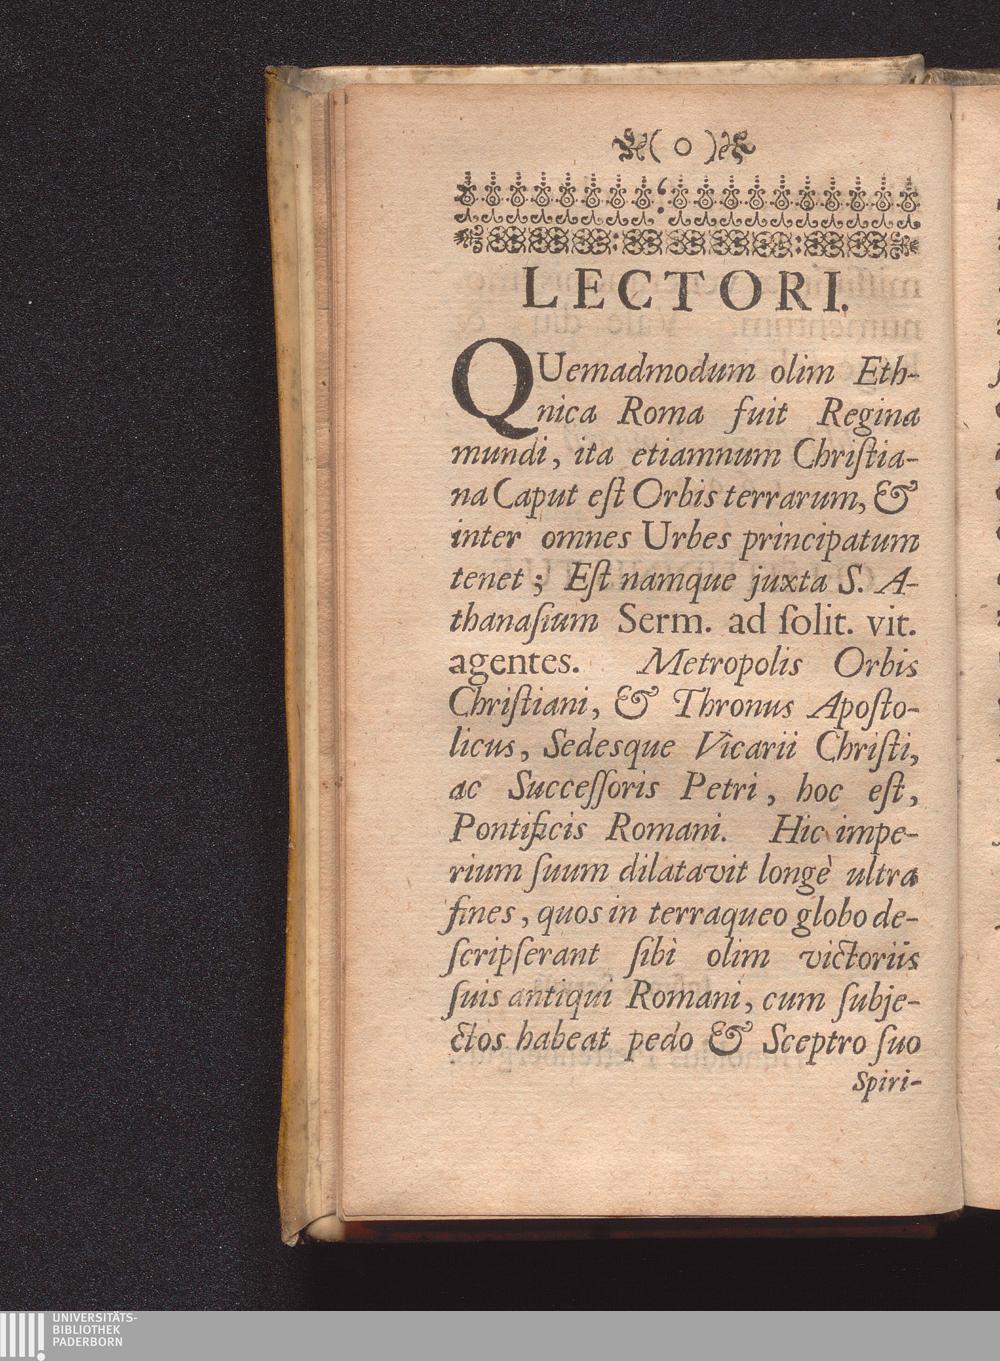 ( o )
LECTORI.
QUemadmodum olim Eth-
nica Roma fuit Regina
mundi, ita etiamnum Chriſtia-
na Caput eſt Orbis terrarum, &
inter omnes Urbes principatum
tenet; Eſt namque juxta S. A-
thanaſium Serm. ad ſolit. vit.
agentes. Metropolis Orbis
Chriſtiani, & Thronus Apoſto-
licus, Sedesque Vicarii Chriſti,
ac Succeſſoris Petri, hoc eſt,
Pontificis Romani. Hic impe-
rium ſuum dilatavit longè ultra
fines, quos in terraqueo globo de-
ſcripſerant ſibi olim victoriis
ſuis antiqui Romani, cum ſubje-
ctos habeat pedo & Sceptro ſuo
Spiri-
UNIVERSITÄTS-
BIBLIOTHEK
PADERBORN